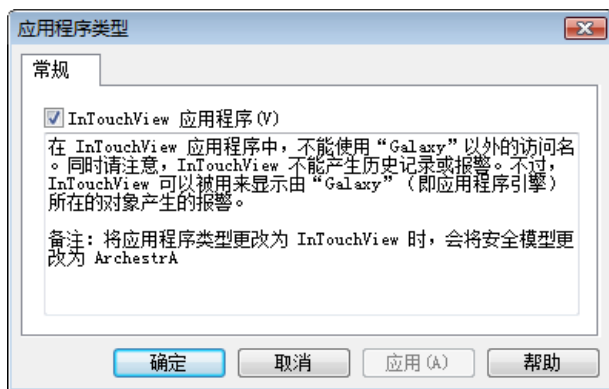 应用程序类型
常规
InTouchView 应用程序(V)
在 InTouchView 应用程序中，不能使用“Galaxy”以外的访问名
。同时请注意，InTouchView 不能产生历史记录或报警。不过，
InTouchView 可以被用来显示由“Galaxy”（即应用程序引擎）
所在的对象产生的报警。
备注：将应用程序类型更改为 InTouchView 时，会将安全模型更
改为 ArchestrA
确定 取消 应用(A) 帮助